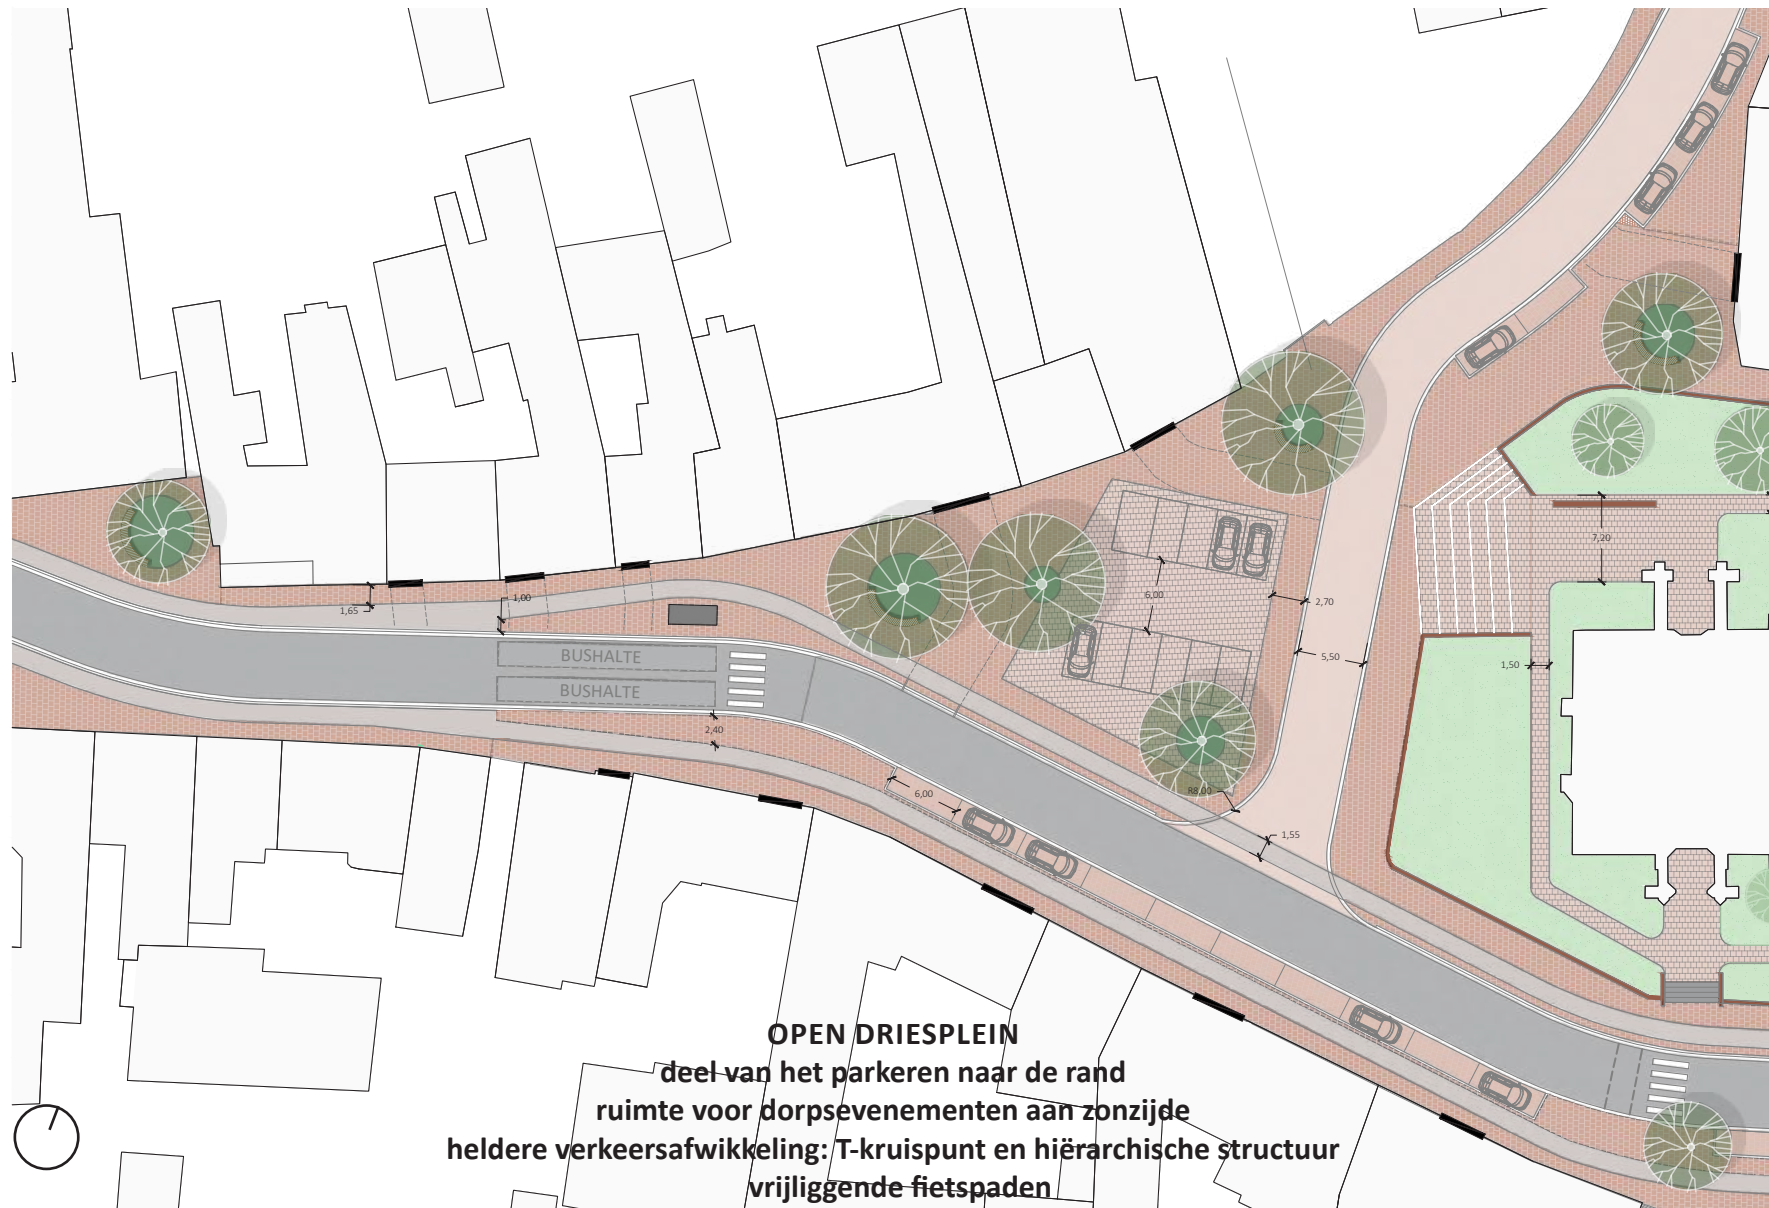 7,20
1,65
1,00
6,00
2,70
BUSHALTE
5,50
1,50
BUSHALTE
2,40
6,00
R8,00
1,55
OPEN DRIESPLEIN
deel van het parkeren naar de rand
ruimte voor dorpsevenementen aan zonzijde
heldere verkeersafwikkeling: T-kruispunt en hiërarchische structuur
vrijliggende fietspaden